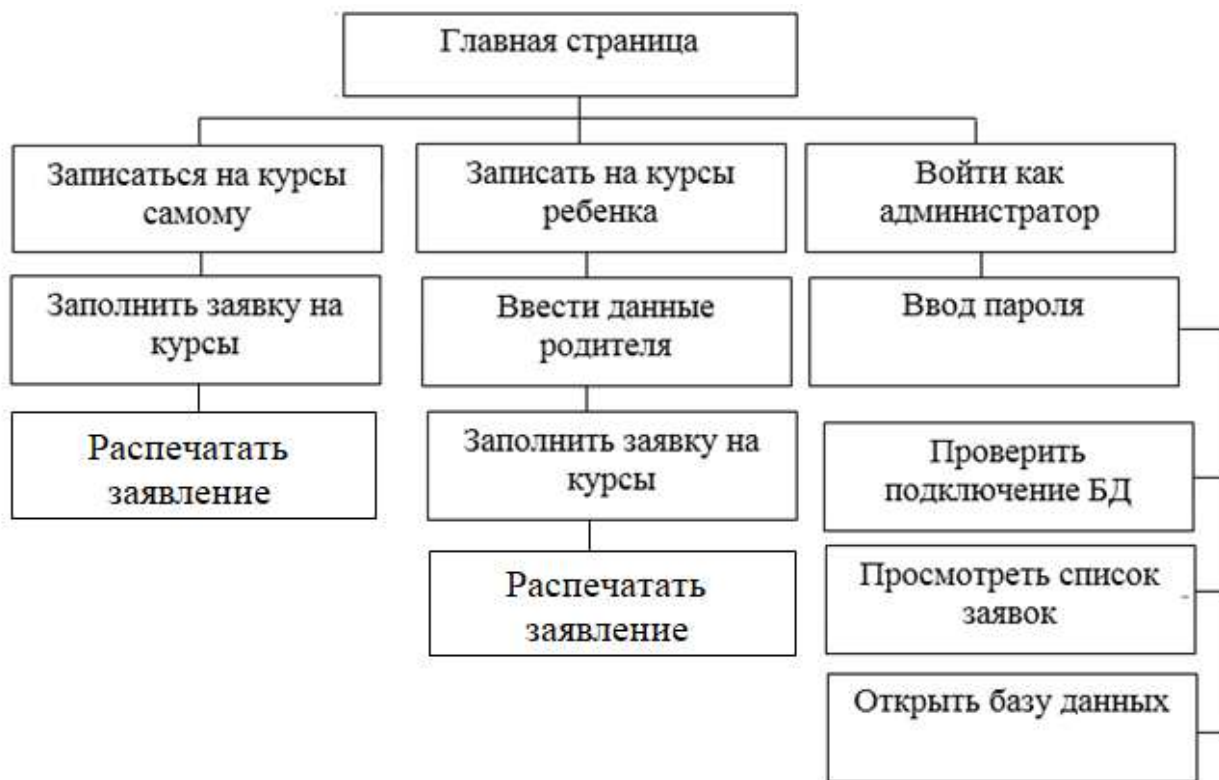 Главная страница
Записаться на курсы
самому
Записать на курсы
ребенка
Войти как
администратор
Заполнить заявку на
курсы
Ввести данные
родителя
Ввод пароля
Распечатать
заявление
Заполнить заявку на
курсы
Проверить
подключение БД
Распечатать
заявление
Просмотреть список
заявок
Открыть базу данных